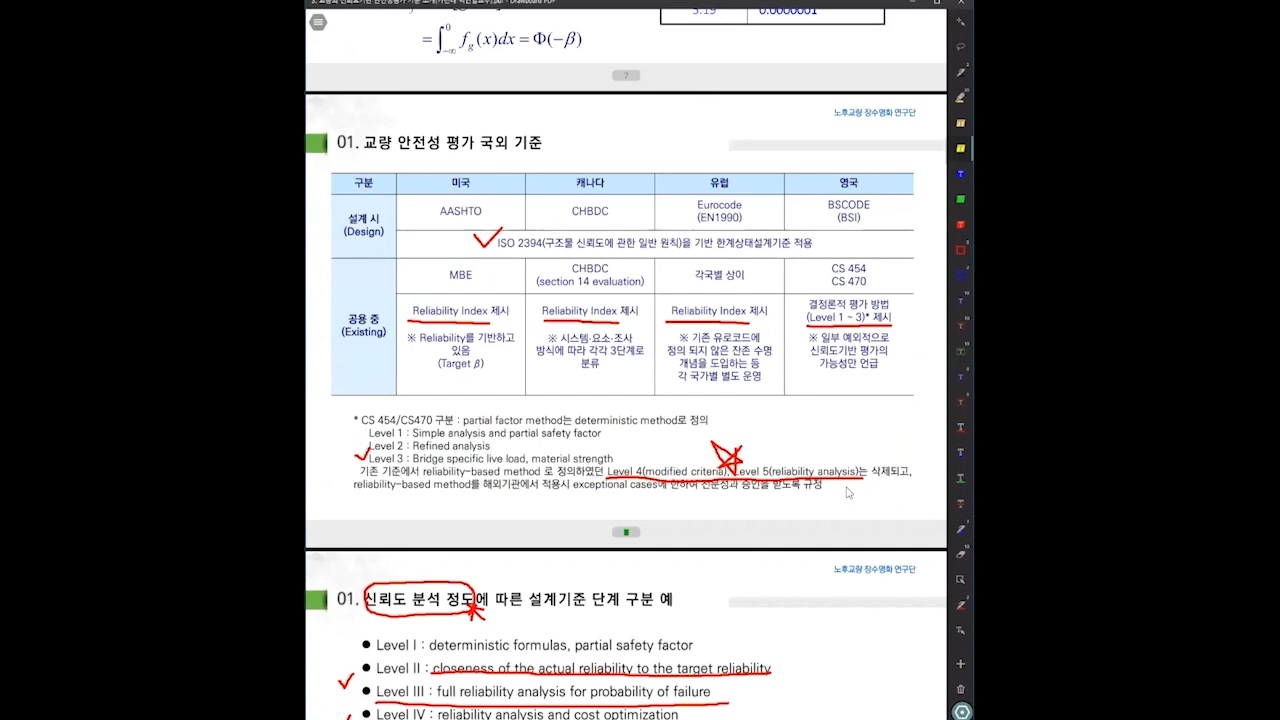 = ∫ 0 −∞ f g (x)dx = Φ(−β)
3.19 0.0000001
7
노후교량 장수명화 연구단
01. 교량 안전성 평가 국외 기준
구분 미국 캐나다 유럽 영국
설계 시 (Design) AASHTO CHBDC Eurocode (EN1990) BSCODE (BSI)
ISO 2394(구조물 신뢰도에 관한 일반 원칙)을 기반 한계상태설계기준 적용
공용 중 (Existing) MBE CHBDC (section 14 evaluation) 각국별 상이 CS 454 CS 470
Reliability Index 제시 Reliability Index 제시 Reliability Index 제시 결정론적 평가 방법 (Level 1 ~ 3)* 제시
※ Reliability를 기반하고 있음 (Target β) ※ 시스템·요소·조사 방식에 따라 각각 3단계로 분류 ※ 기존 유로코드에 정의 되지 않은 잔존 수명 개념을 도입하는 등 각 국가별 별도 운영 ※ 일부 예외적으로 신뢰도기반 평가의 가능성만 언급
* CS 454/CS470 구분 : partial factor method는 deterministic method로 정의
Level 1 : Simple analysis and partial safety factor
Level 2 : Refined analysis
Level 3 : Bridge specific live load, material strength
기존 기준에서 reliability-based method 로 정의하였던 Level 4(modified criteria), Level 5(reliability analysis)는 삭제되고,
reliability-based method를 해외기관에서 적용시 exceptional cases에 한하여 전문성과 승인을 받도록 규정
노후교량 장수명화 연구단
01. 신뢰도 분석 정도에 따른 설계기준 단계 구분 예
● Level I : deterministic formulas, partial safety factor
● Level II : closeness of the actual reliability to the target reliability
● Level III : full reliability analysis for probability of failure
● Level IV : reliability analysis and cost optimization